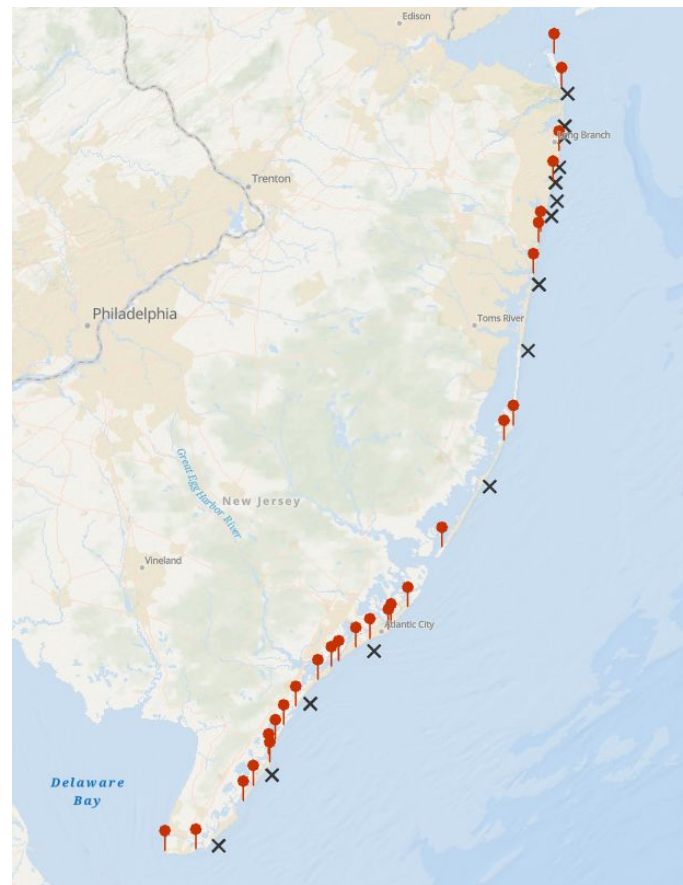 Edison
Long Branch
Trenton
Philadelphia
Toms River
Great Egg Harbor
River
New Jersey
Vineland
Atlantic City
Delaware
Bay